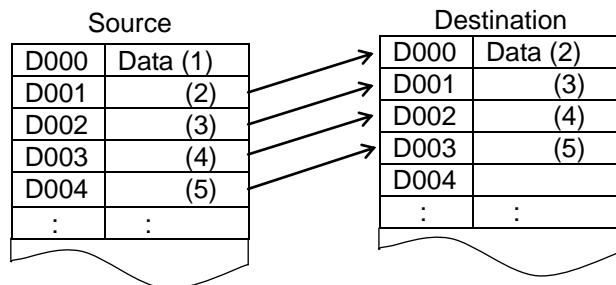 Source
D000 Data (1)
D001 (2)
D002 (3)
D003 (4)
D004 (5)
: :
Destination
D000 Data (2)
D001 (3)
D002 (4)
D003 (5)
D004
: :